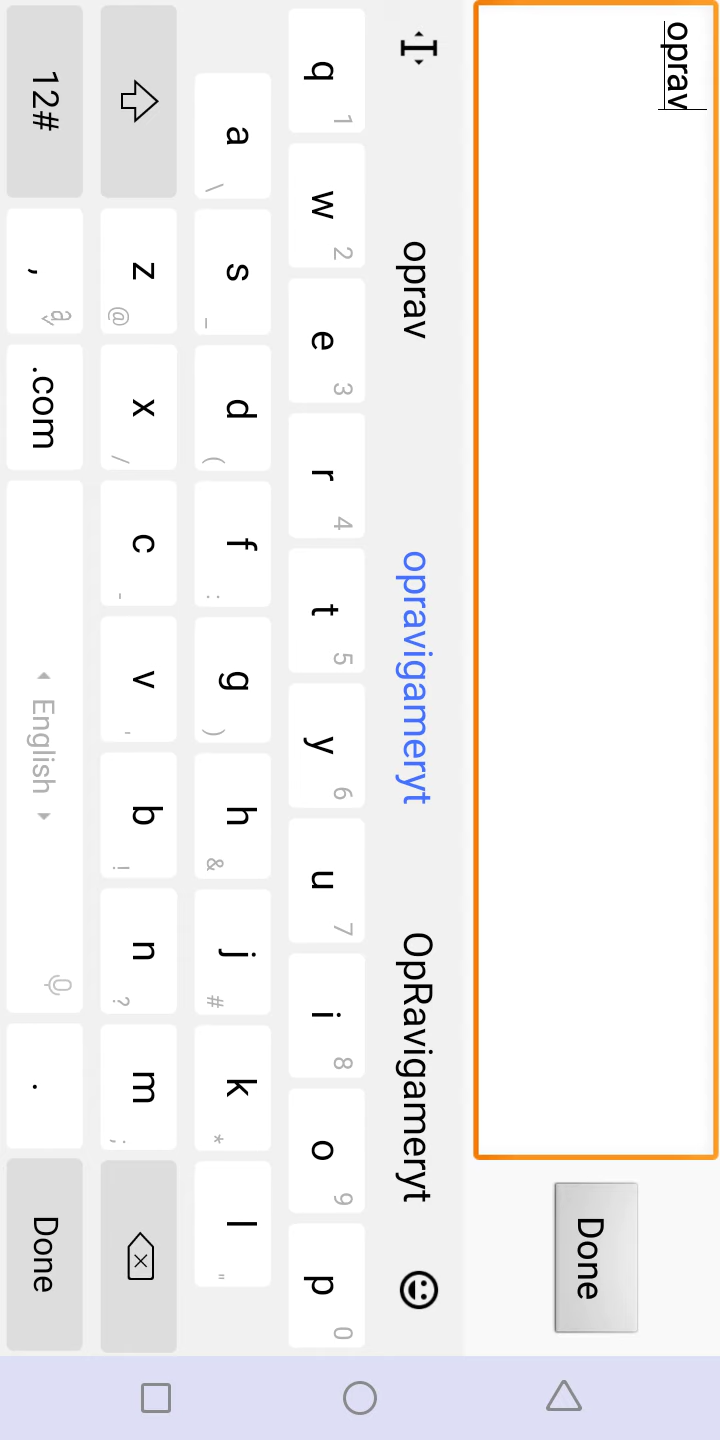 oprav
Done
oprav opravigameryt OpRavigameryt
q 1 w 2 e 3 r 4 t 5 y 6 u 7 i 8 o 9 p 0
a \ s _ d ( f : g ) h & j # k * l "
z @ x / c - v ' b ! n ? m ;
12# , .com English . Done